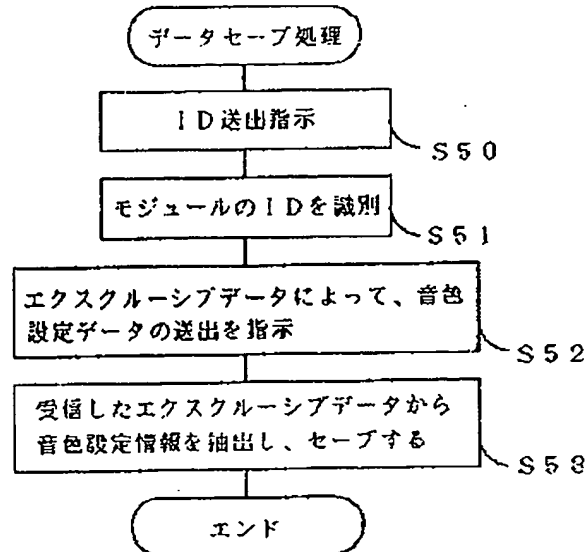 データセーブ処理
ID送出指示
S50
モジュールのIDを識別
S51
エクスクルーシブデータによって、音色
設定データの送出を指示
S52
受信したエクスクルーシブデータから
音色設定情報を抽出し、セーブする
S53
エンド